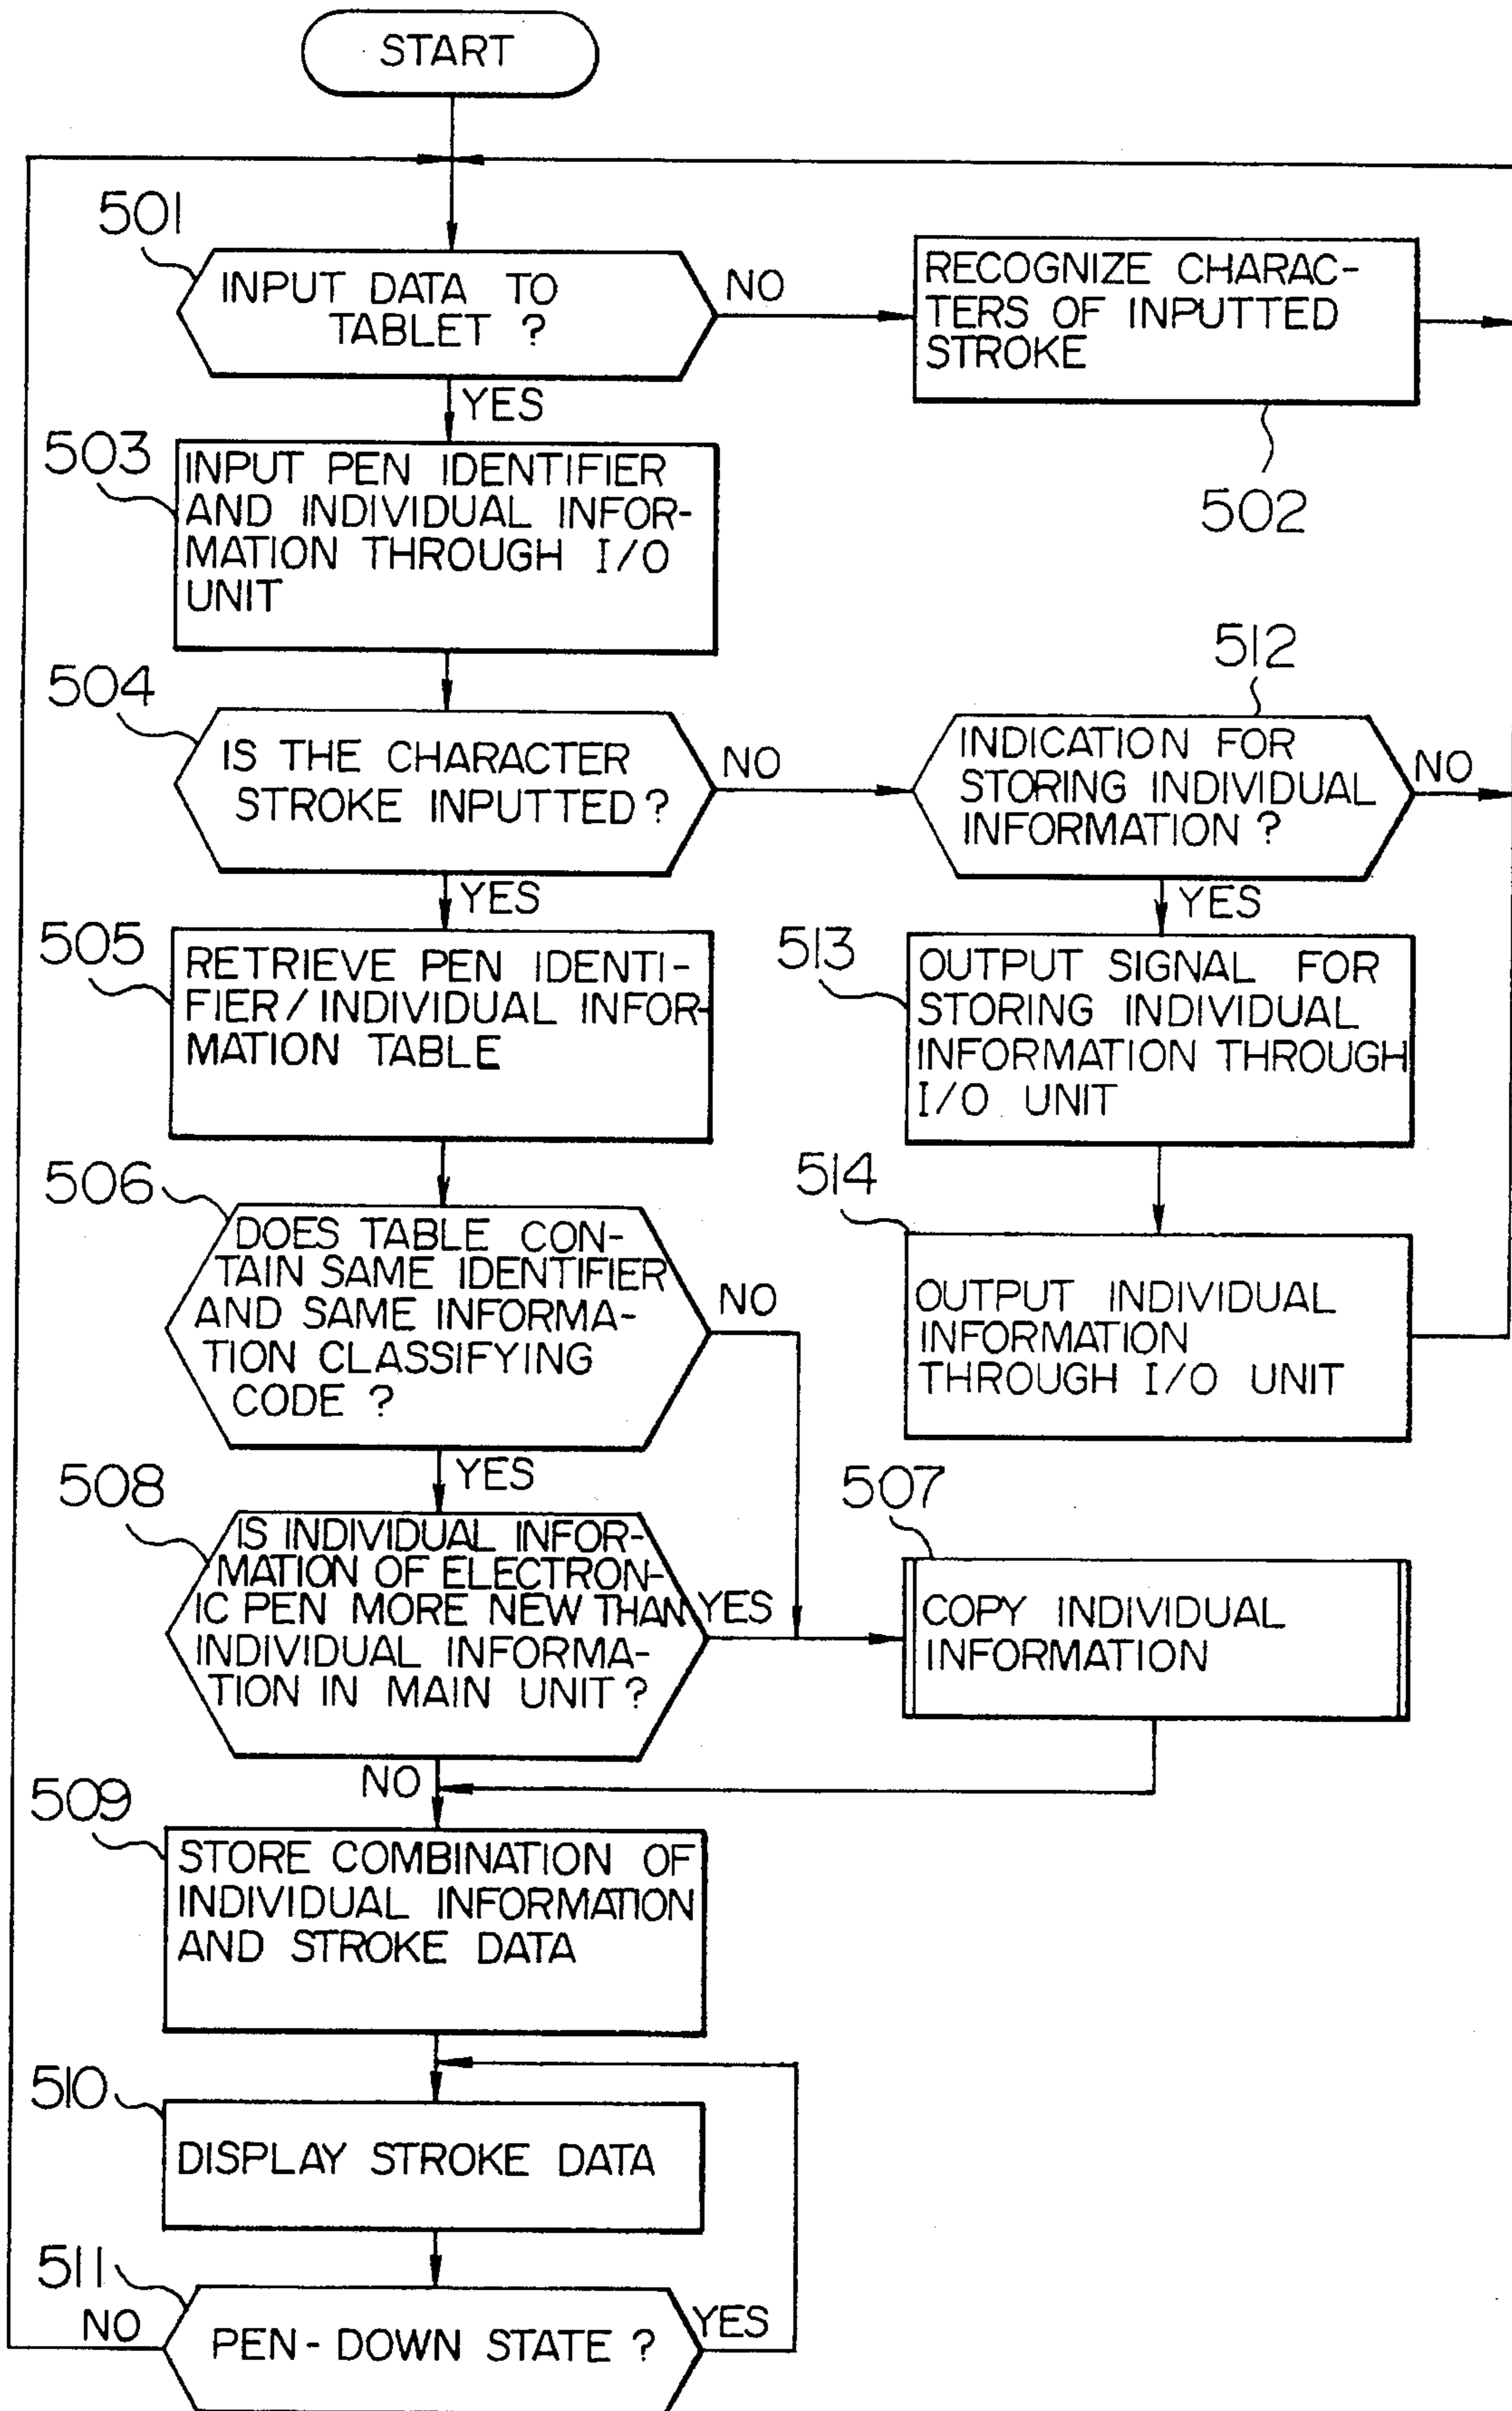 START
501
INPUT DATA TO
TABLET ?
NO
RECOGNIZE CHARAC-
TERS OF INPUTTED
STROKE
502
YES
503
INPUT PEN IDENTIFIER
AND INDIVIDUAL INFOR-
MATION THROUGH I/O
UNIT
504
IS THE CHARACTER
STROKE INPUTTED ?
NO
512
INDICATION FOR
STORING INDIVIDUAL
INFORMATION ?
NO
YES
YES
505
RETRIEVE PEN IDENTI-
FIER/INDIVIDUAL INFOR-
MATION TABLE
513
OUTPUT SIGNAL FOR
STORING INDIVIDUAL
INFORMATION THROUGH
I/O UNIT
506
DOES TABLE CON-
TAIN SAME IDENTIFIER
AND SAME INFORMA-
TION CLASSIFYING
CODE ?
NO
514
OUTPUT INDIVIDUAL
INFORMATION
THROUGH I/O UNIT
YES
508
IS INDIVIDUAL INFOR-
MATION OF ELECTRON-
IC PEN MORE NEW THAN
INDIVIDUAL INFORMA-
TION IN MAIN UNIT ?
YES
507
COPY INDIVIDUAL
INFORMATION
NO
509
STORE COMBINATION OF
INDIVIDUAL INFORMATION
AND STROKE DATA
510
DISPLAY STROKE DATA
511
NO
PEN-DOWN STATE ?
YES